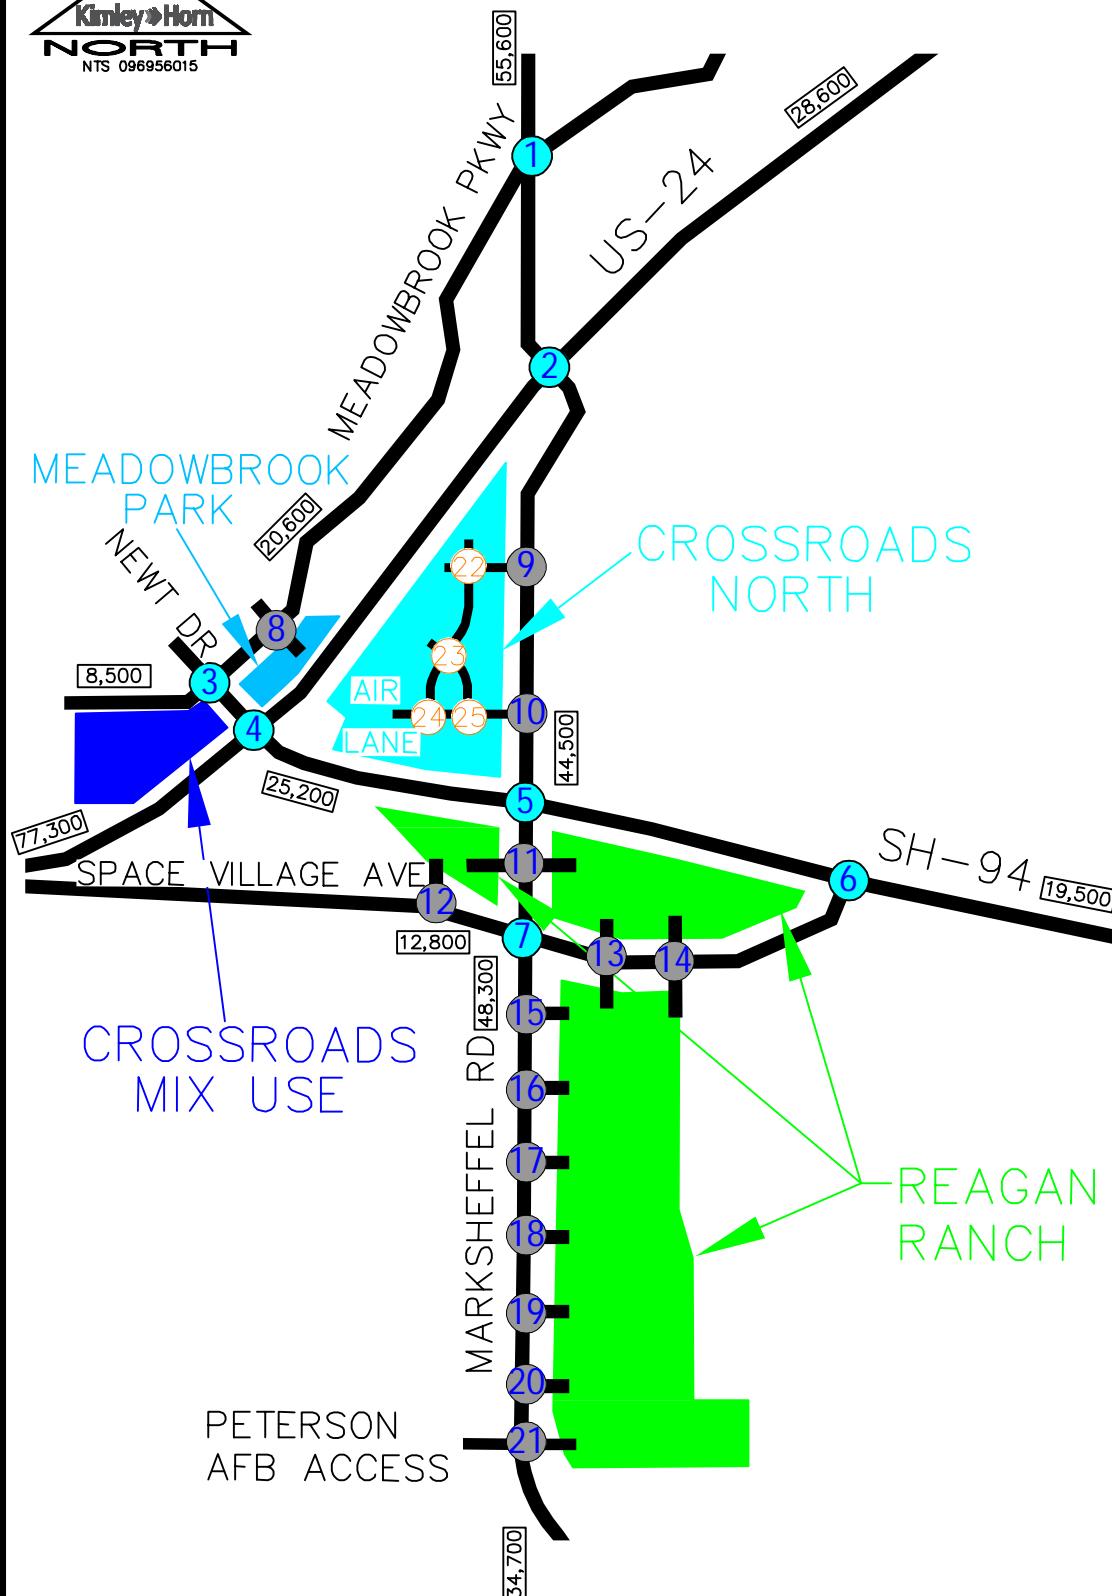 Kimley»Horn
NORTH
NTS 096956015
55,600
28,600
1
MEADOWBROOK PKWY
US-24
2
MEADOWBROOK
PARK
20,600
NEWT DR
CROSSROADS
NORTH
22
9
8
23
8,500
3
AIR
24
25
10
4
LANE
44,500
25,200
5
77,300
SPACE VILLAGE AVE
11
SH-94
6
19,500
12
12,800
7
13
14
48,300
15
CROSSROADS
MIX USE
MARKSHEFFEL RD
16
17
REAGAN
RANCH
18
19
20
PETERSON
AFB ACCESS
21
34,700